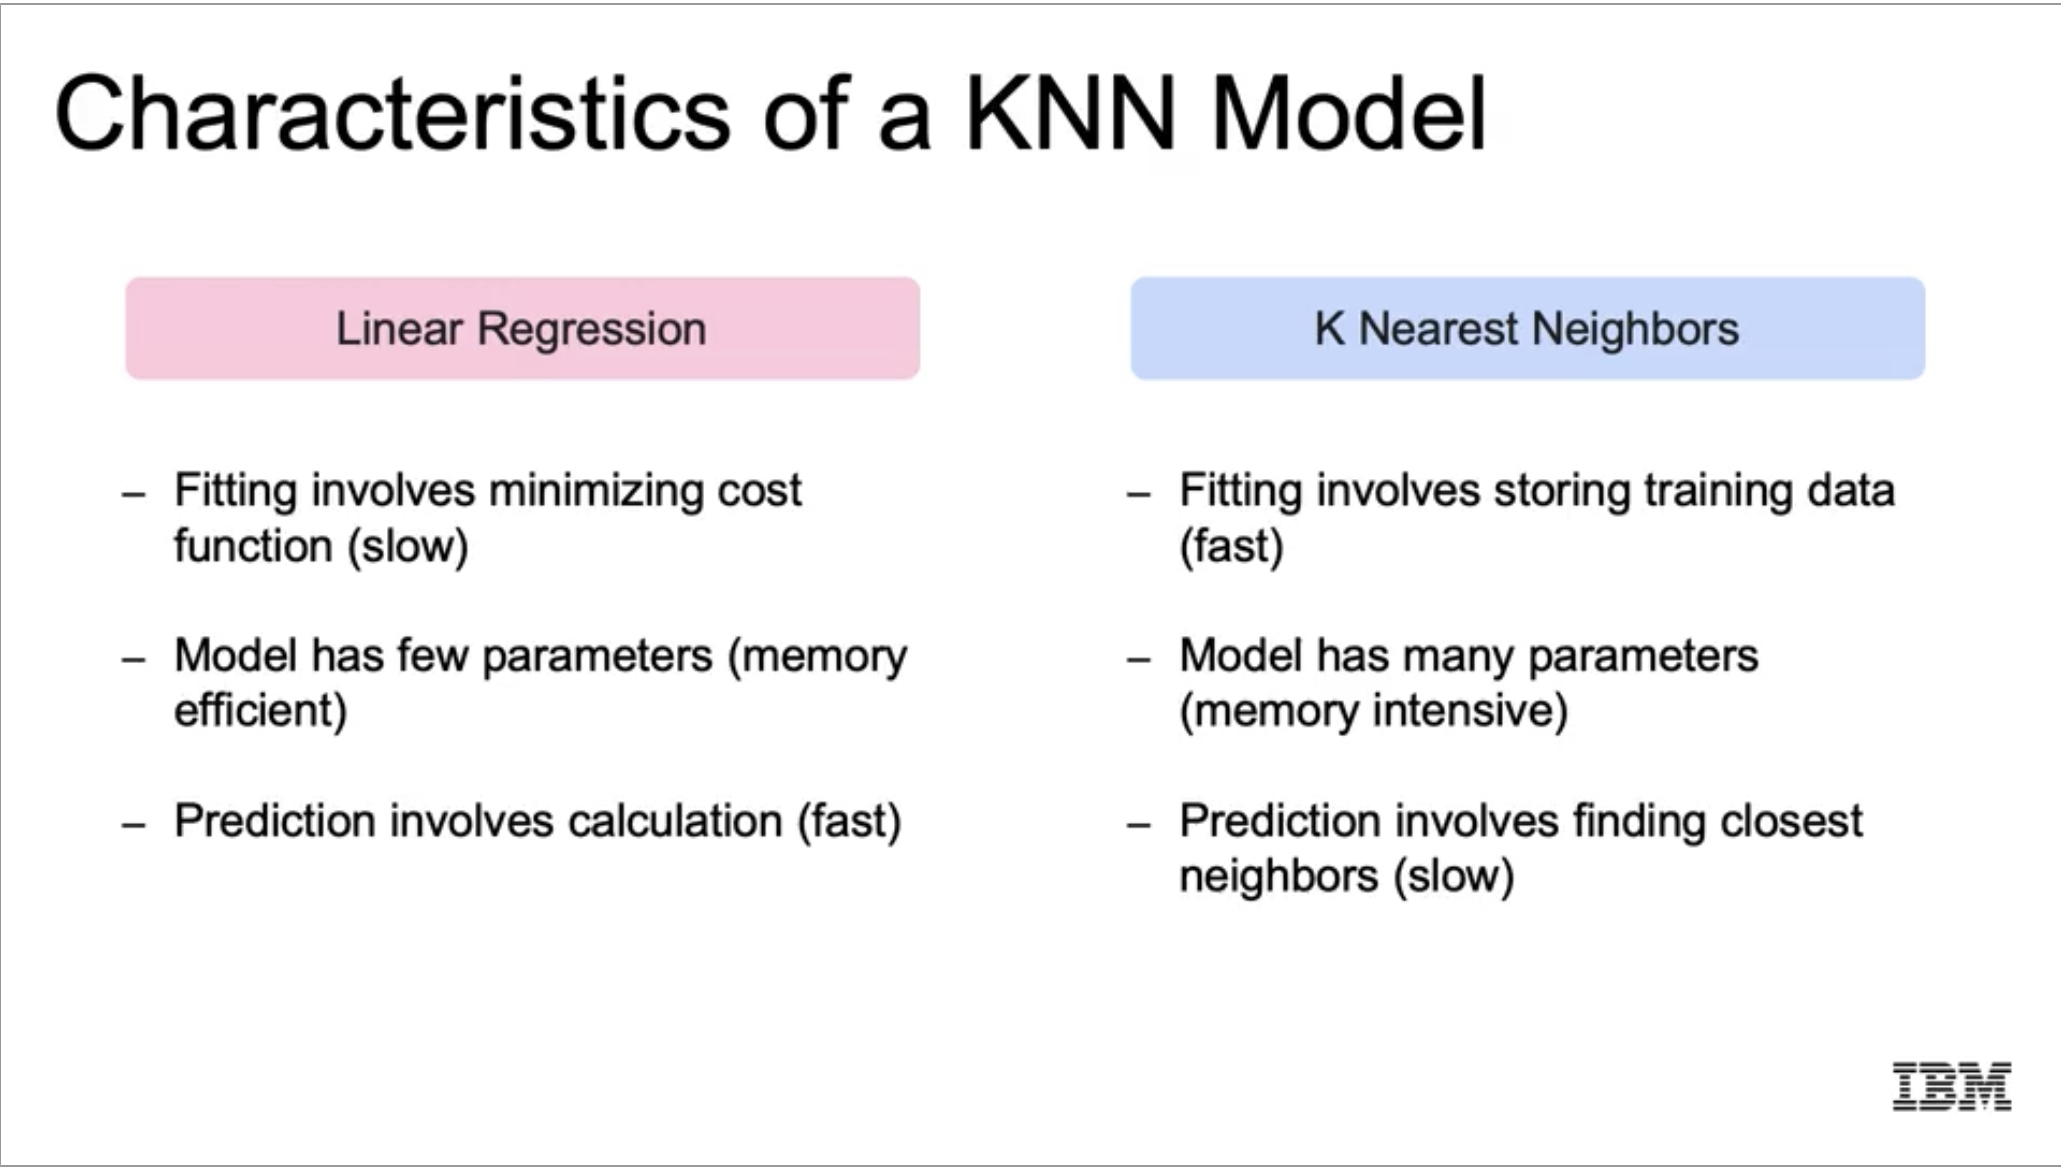 Characteristics of a KNN Model
Linear Regression
– Fitting involves minimizing cost
function (slow)
– Model has few parameters (memory
efficient)
– Prediction involves calculation (fast)
K Nearest Neighbors
– Fitting involves storing training data
(fast)
– Model has many parameters
(memory intensive)
– Prediction involves finding closest
neighbors (slow)
IBM